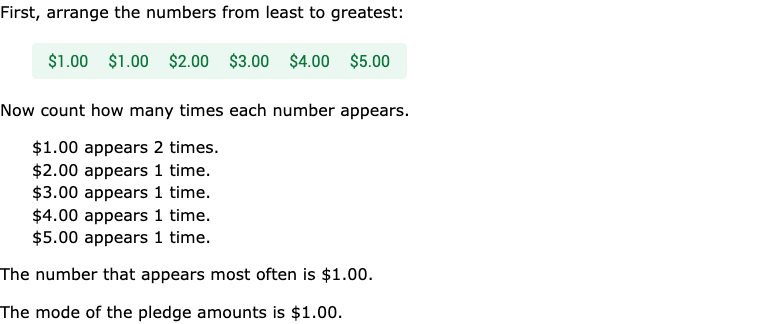 First, arrange the numbers from least to greatest:
$1.00 $1.00 $2.00 $3.00 $4.00 $5.00
Now count how many times each number appears.
$1.00 appears 2 times.
$2.00 appears 1 time.
$3.00 appears 1 time.
$4.00 appears 1 time.
$5.00 appears 1 time.
The number that appears most often is $1.00.
The mode of the pledge amounts is $1.00.